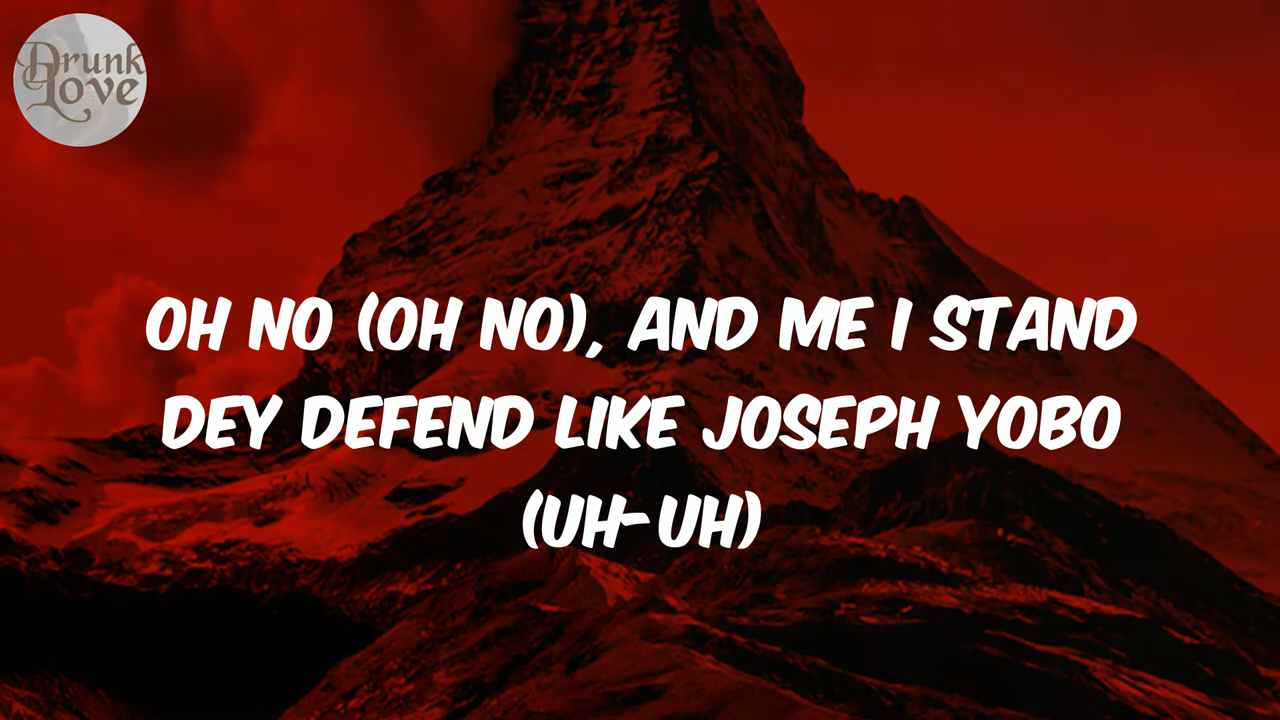 Drunk
Love
OH NO (OH NO), AND ME I STAND
DEY DEFEND LIKE JOSEPH YOBO
(UH-UH)